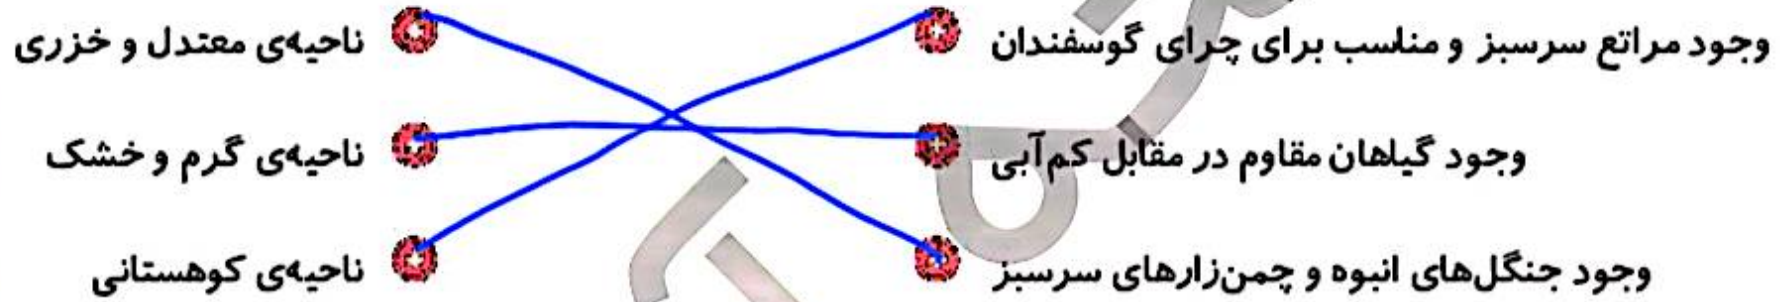 وجود مراتع سرسبز و مناسب برای چرای گوسفندان
ناحیه‌ی معتدل و خزری
وجود گیاهان مقاوم در مقابل کم‌آبی
ناحیه‌ی گرم و خشک
وجود جنگل‌های انبوه و چمن‌زارهای سرسبز
ناحیه‌ی کوهستانی